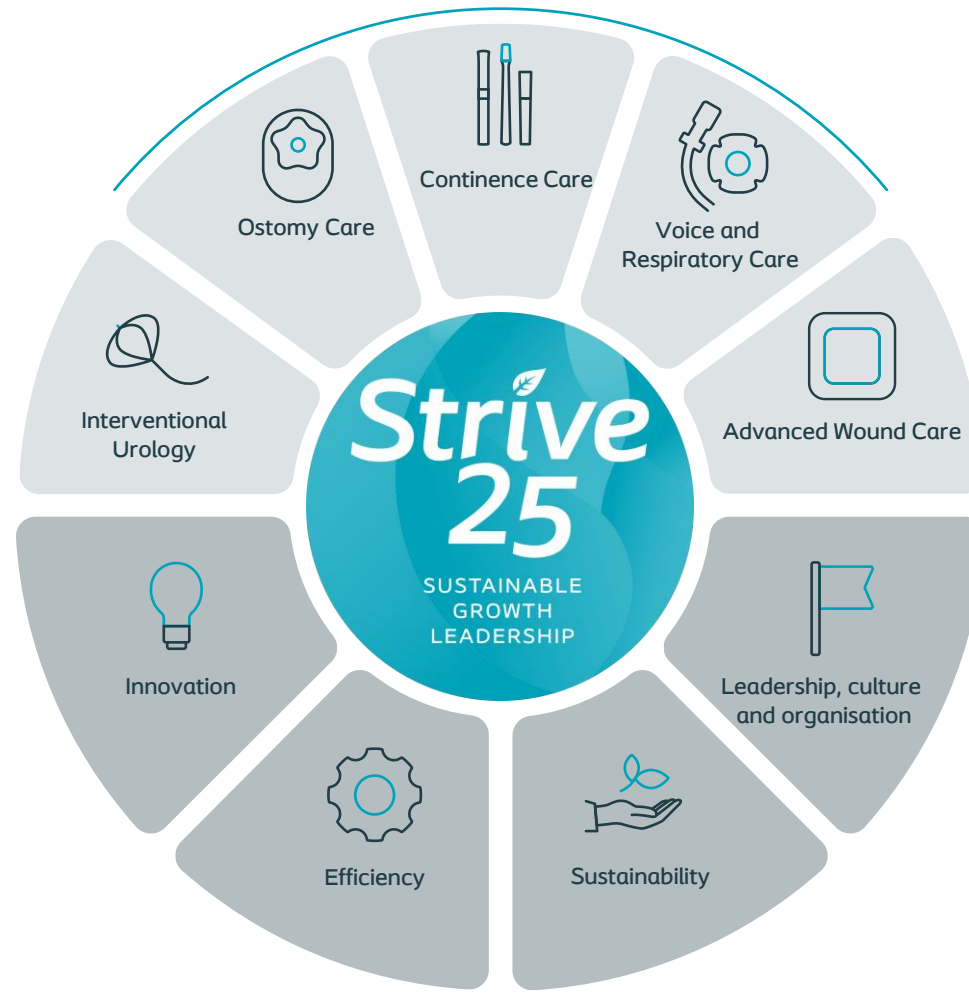 Continence Care
Ostomy Care
Voice and
Respiratory Care
Interventional
Urology
Advanced Wound Care
Strive
25
SUSTAINABLE
GROWTH
LEADERSHIP
Innovation
Leadership, culture
and organisation
Efficiency
Sustainability